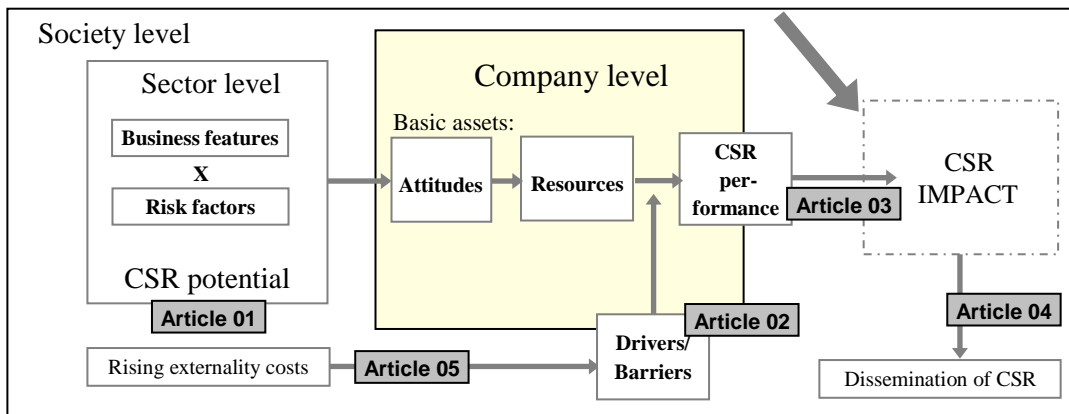 Society level
Sector level
Business features
X
Risk factors
CSR potential
Article 01
Company level
Basic assets:
Attitudes
Resources
CSR
per-
formance
Article 03
CSR
IMPACT
Article 02
Article 04
Drivers/
Barriers
Rising externality costs
Article 05
Dissemination of CSR